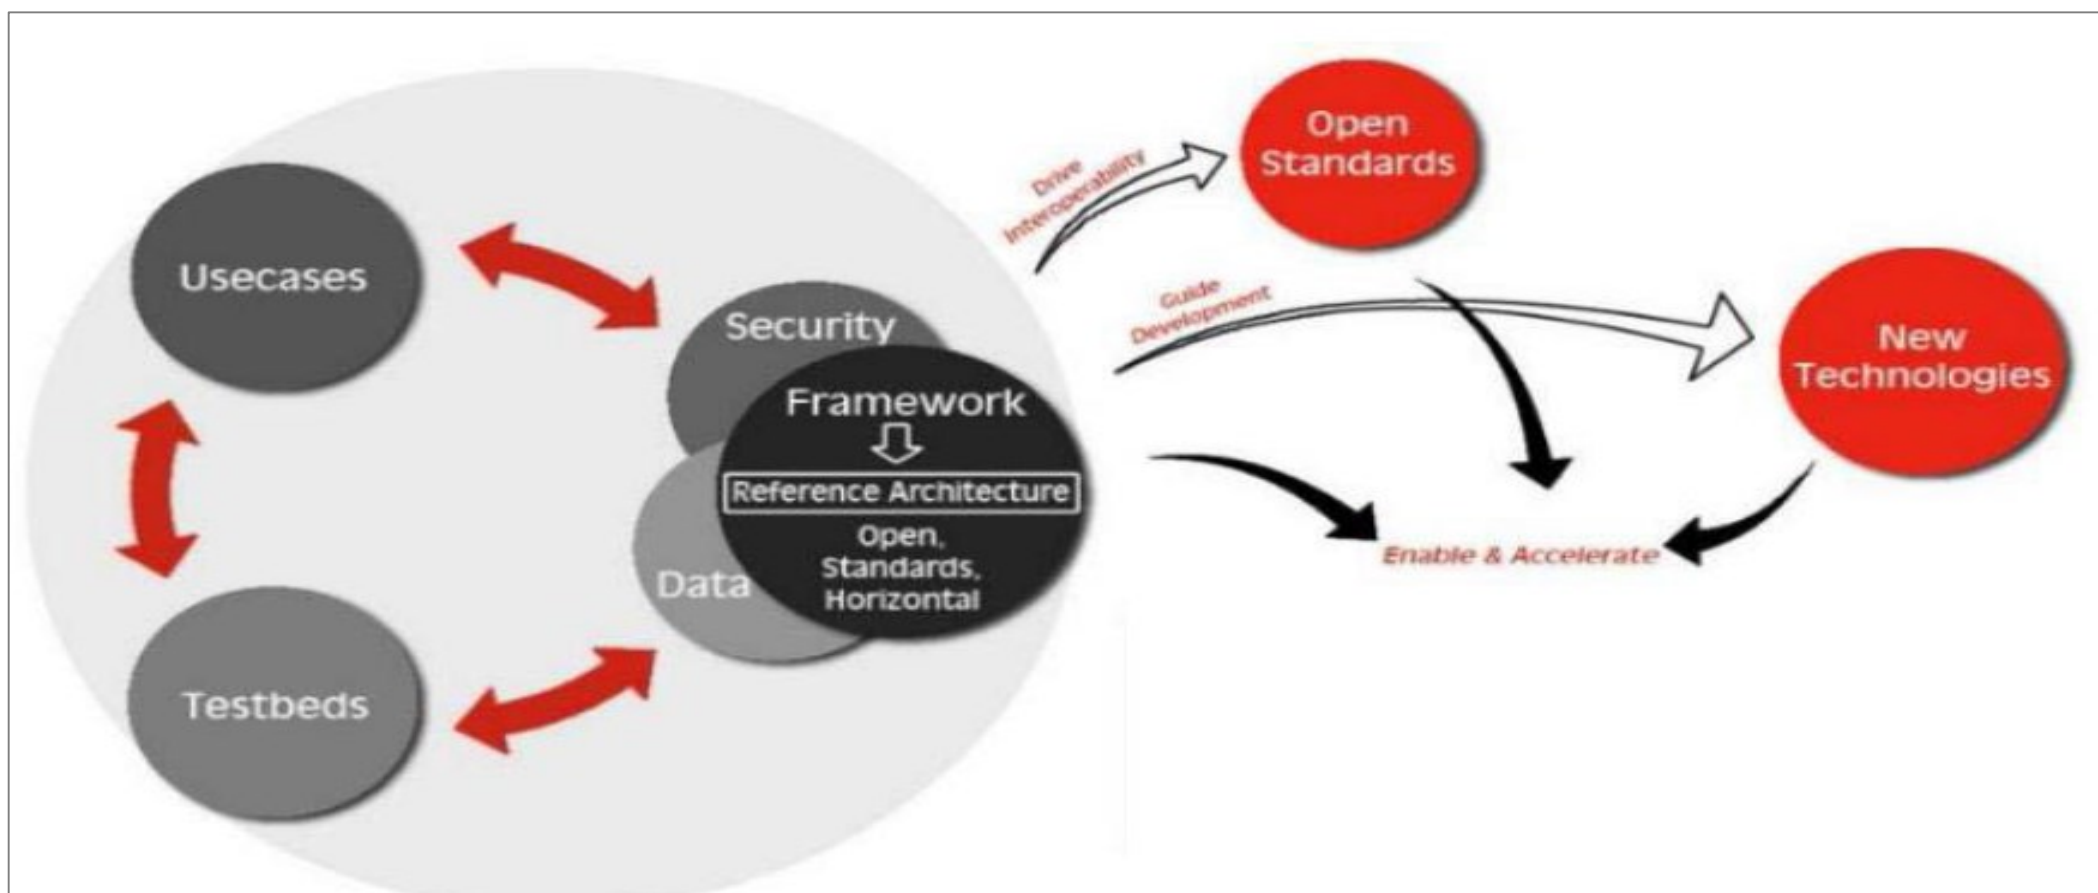 Usecases
Security
Framework
Reference Architecture
Open,
Standards,
Horizontal
Data
Testbeds
Drive
Interoperability
Open
Standards
Guide
Development
New
Technologies
Enable & Accelerate